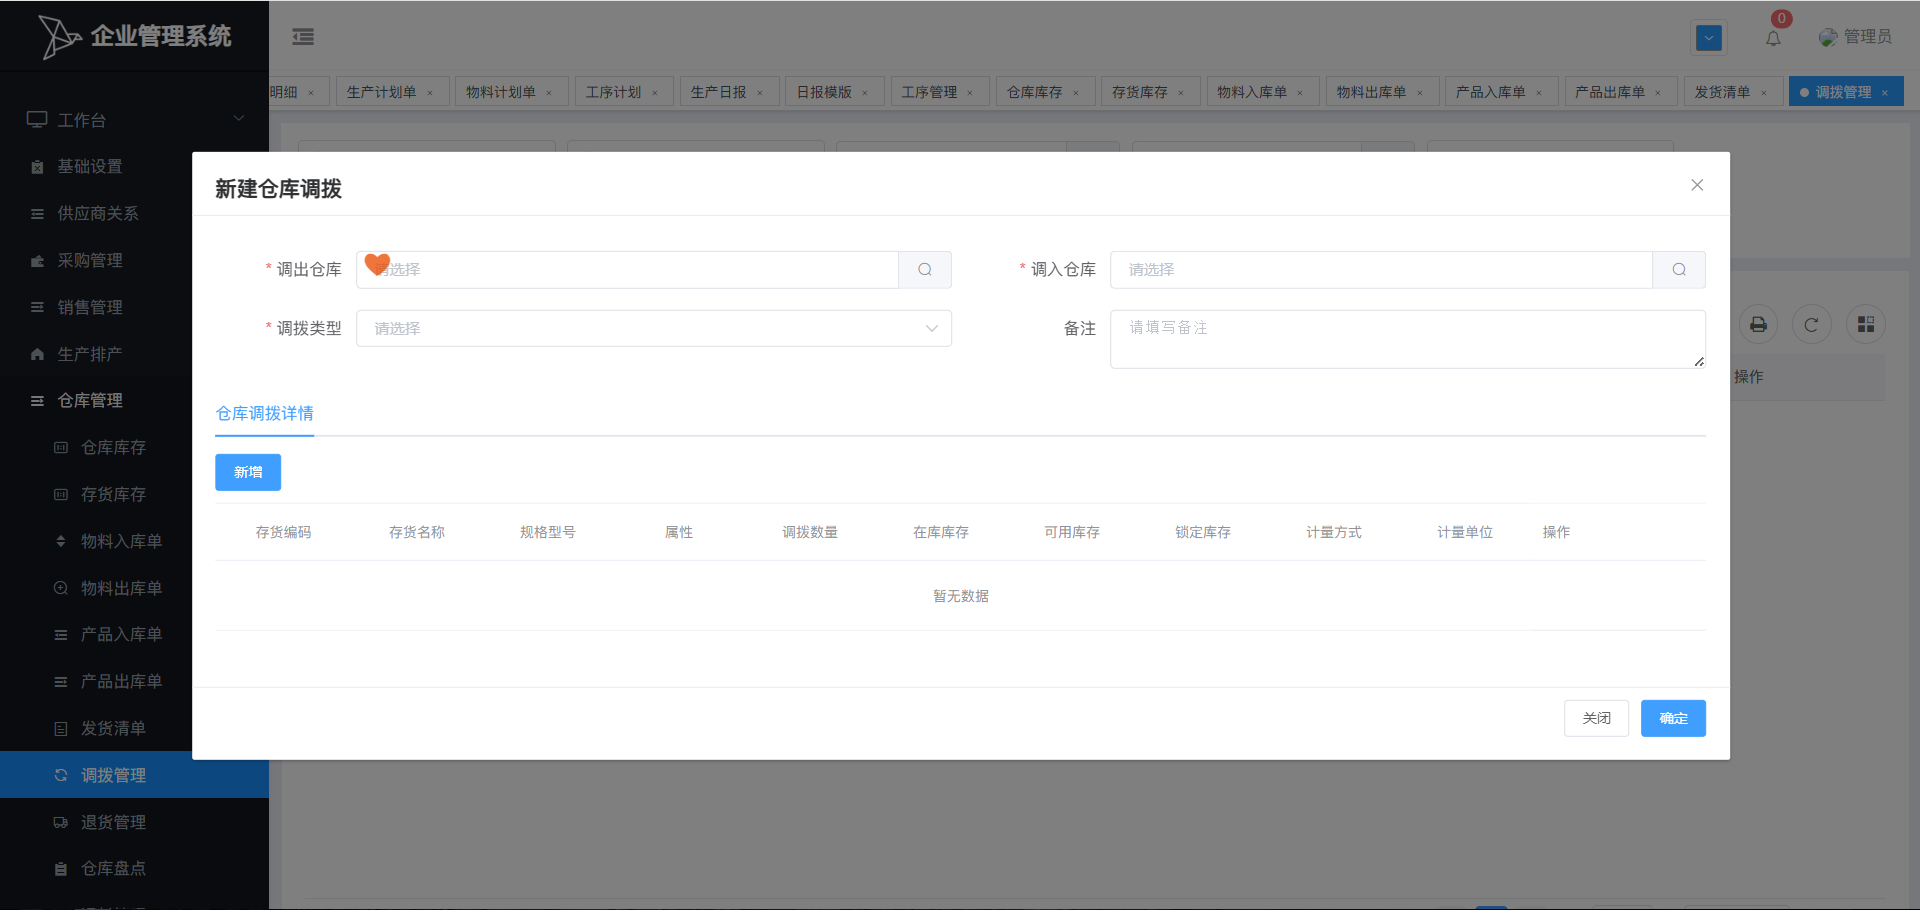 企业管理系统
0
管理员
明细 ×
生产计划单 ×
物料计划单 ×
工序计划 ×
生产日报 ×
日报模版 ×
工序管理 ×
仓库库存 ×
存货库存 ×
物料入库单 ×
物料出库单 ×
产品入库单 ×
产品出库单 ×
发货清单 ×
调拨管理 ×
工作台
基础设置
供应商关系
采购管理
销售管理
生产排产
仓库管理
仓库库存
存货库存
物料入库单
物料出库单
产品入库单
产品出库单
发货清单
调拨管理
退货管理
仓库盘点
操作
新建仓库调拨
* 调出仓库 请选择
* 调入仓库 请选择
* 调拨类型 请选择
备注 请填写备注
仓库调拨详情
新增
存货编码 存货名称 规格型号 属性 调拨数量 在库库存 可用库存 锁定库存 计量方式 计量单位 操作
暂无数据
关闭 确定